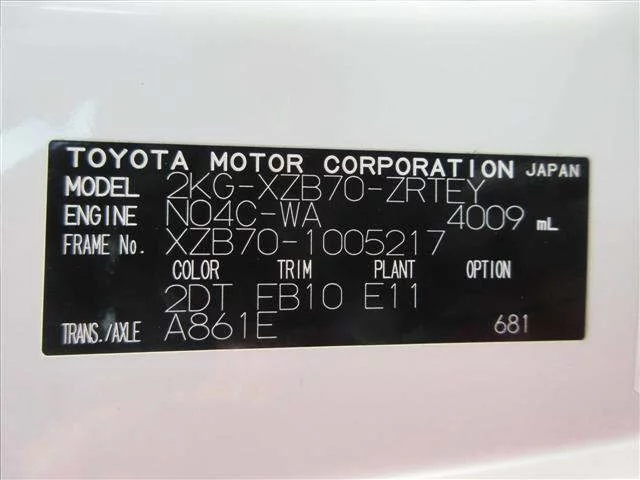 TOYOTA MOTOR CORPORATION JAPAN
MODEL 2KG-XZB70-ZRTEY
ENGINE N04C-WA 4009 mL
FRAME No. XZB70-1005217
COLOR TRIM PLANT OPTION
2DT FB10 E11
TRANS./AXLE A861E 681